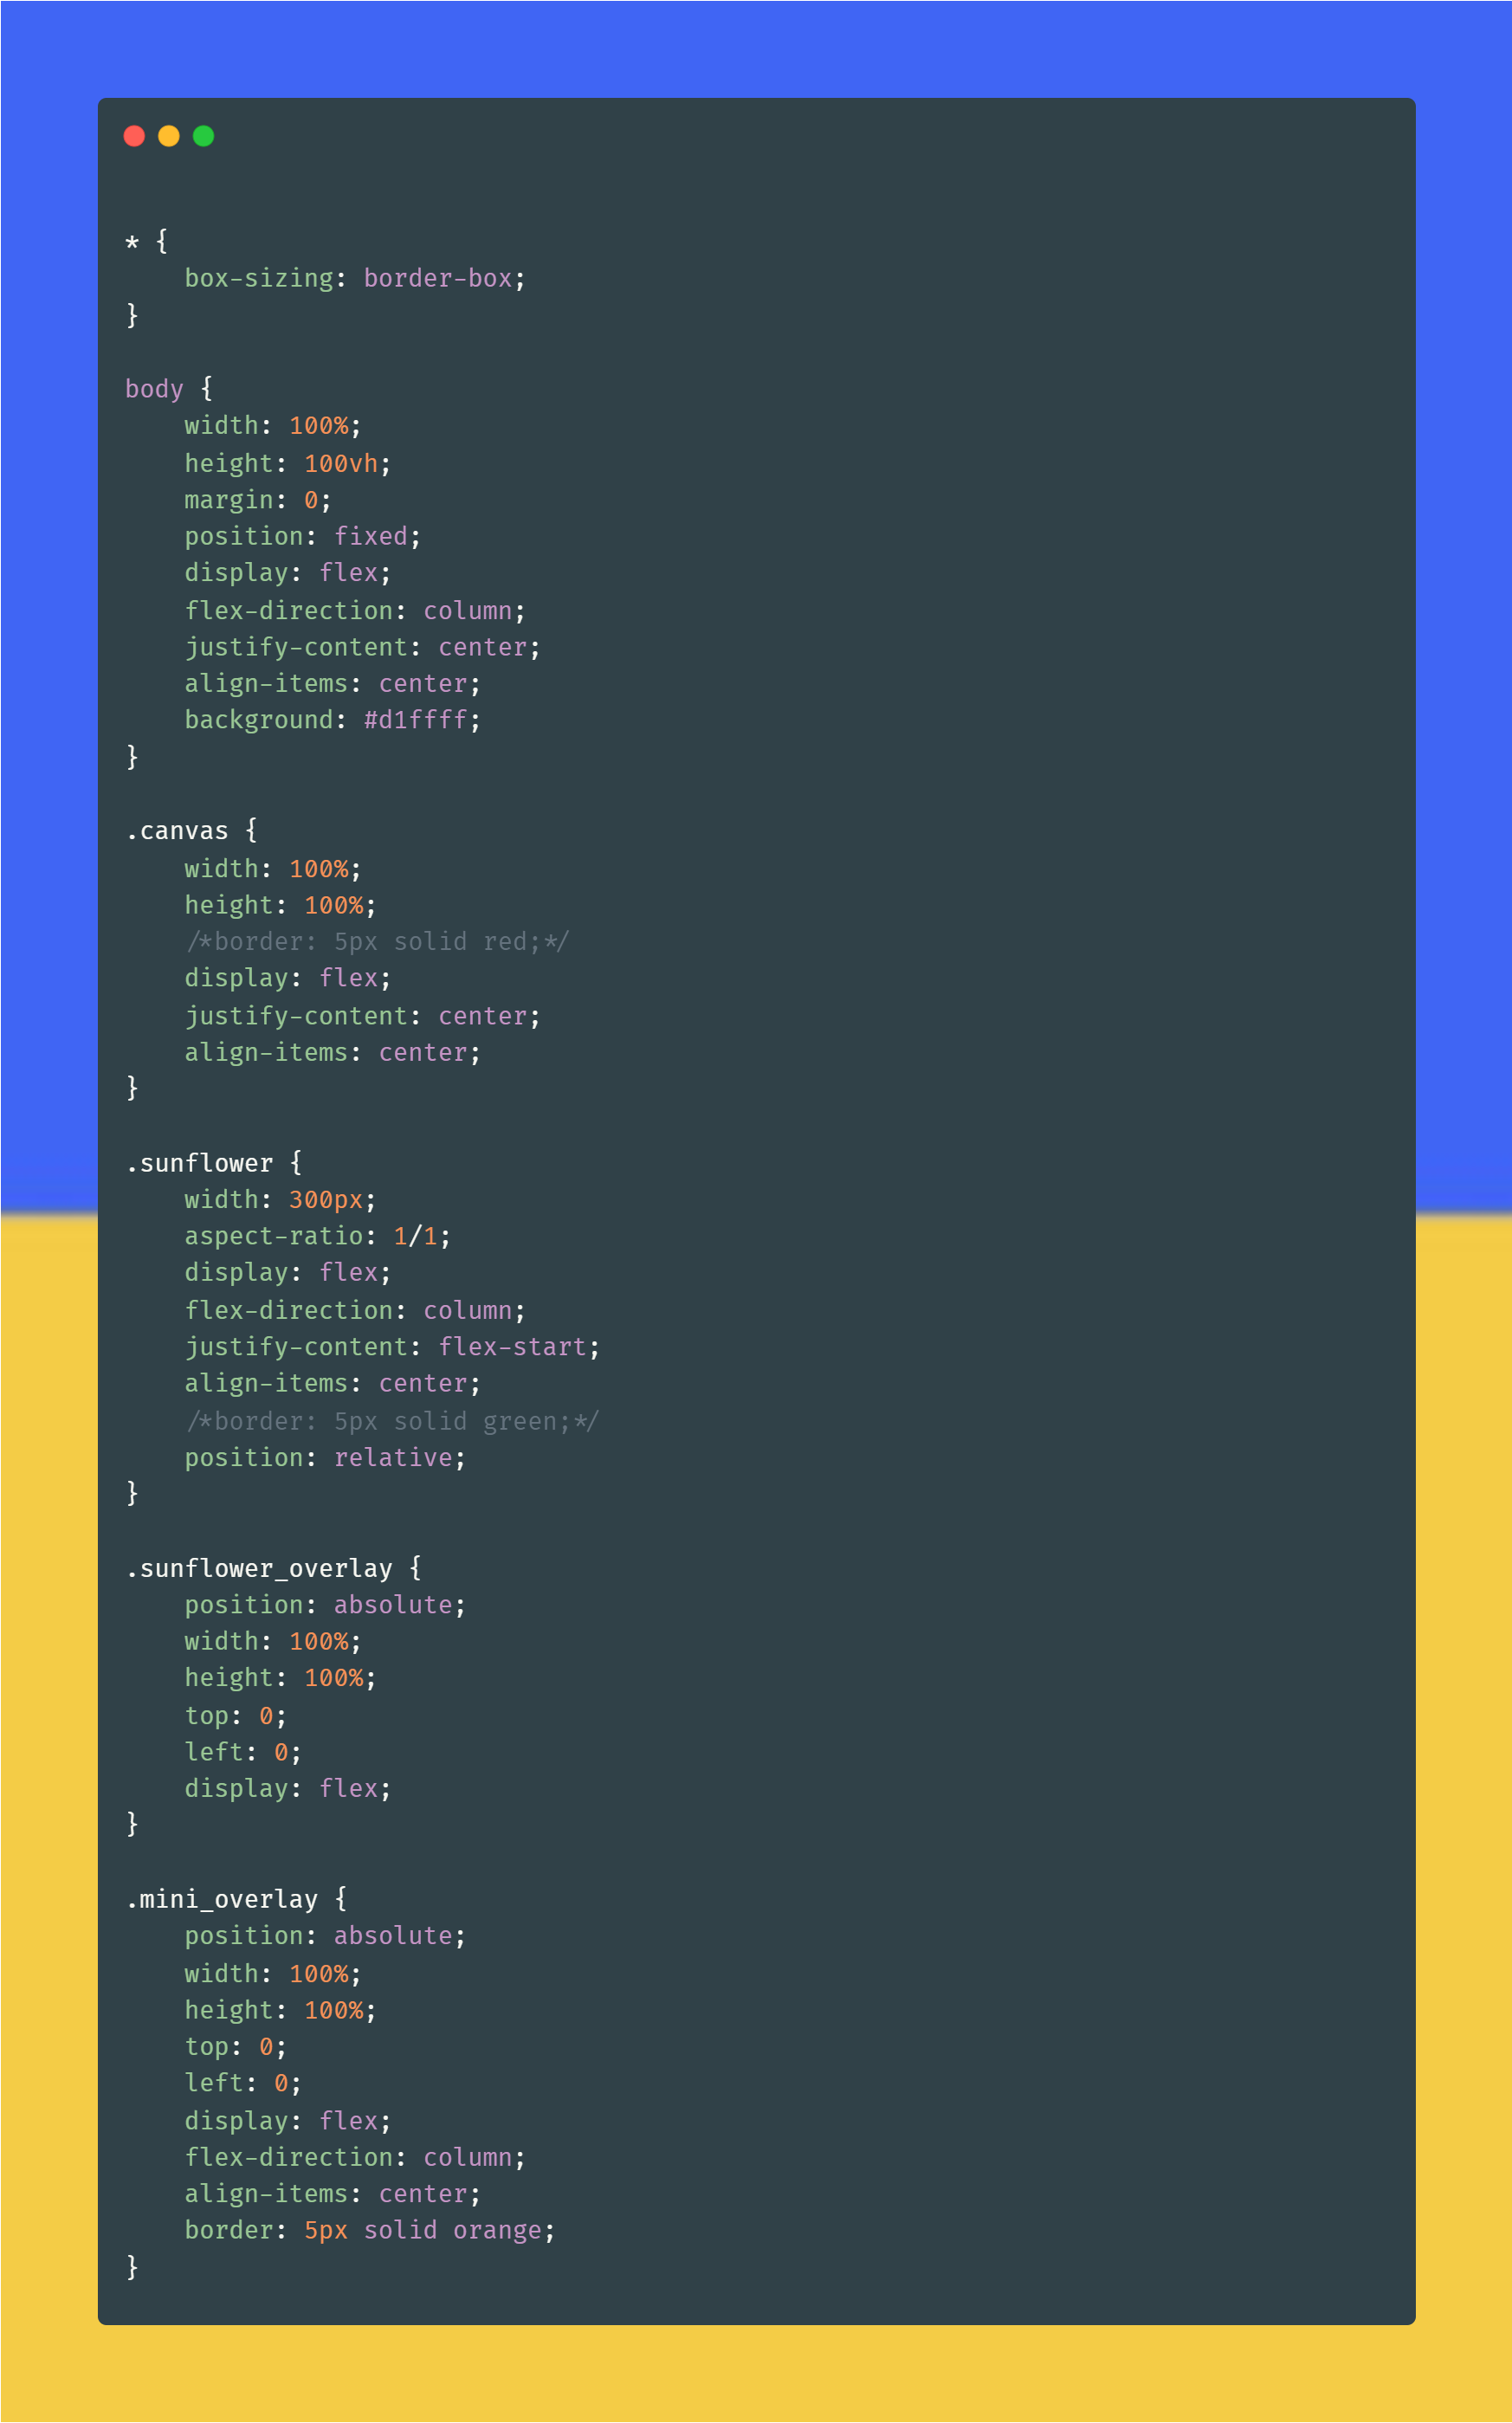 * {
    box-sizing: border-box;
}

body {
    width: 100%;
    height: 100vh;
    margin: 0;
    position: fixed;
    display: flex;
    flex-direction: column;
    justify-content: center;
    align-items: center;
    background: #d1ffff;
}

.canvas {
    width: 100%;
    height: 100%;
    /*border: 5px solid red;*/
    display: flex;
    justify-content: center;
    align-items: center;
}

.sunflower {
    width: 300px;
    aspect-ratio: 1/1;
    display: flex;
    flex-direction: column;
    justify-content: flex-start;
    align-items: center;
    /*border: 5px solid green;*/
    position: relative;
}

.sunflower_overlay {
    position: absolute;
    width: 100%;
    height: 100%;
    top: 0;
    left: 0;
    display: flex;
}

.mini_overlay {
    position: absolute;
    width: 100%;
    height: 100%;
    top: 0;
    left: 0;
    display: flex;
    flex-direction: column;
    align-items: center;
    border: 5px solid orange;
}